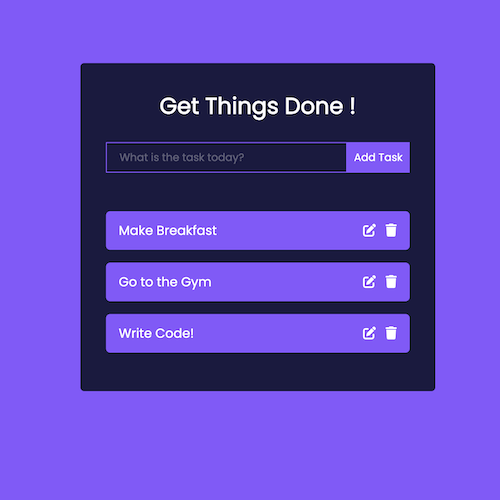 Get Things Done !
What is the task today?
Add Task
Make Breakfast
Go to the Gym
Write Code!